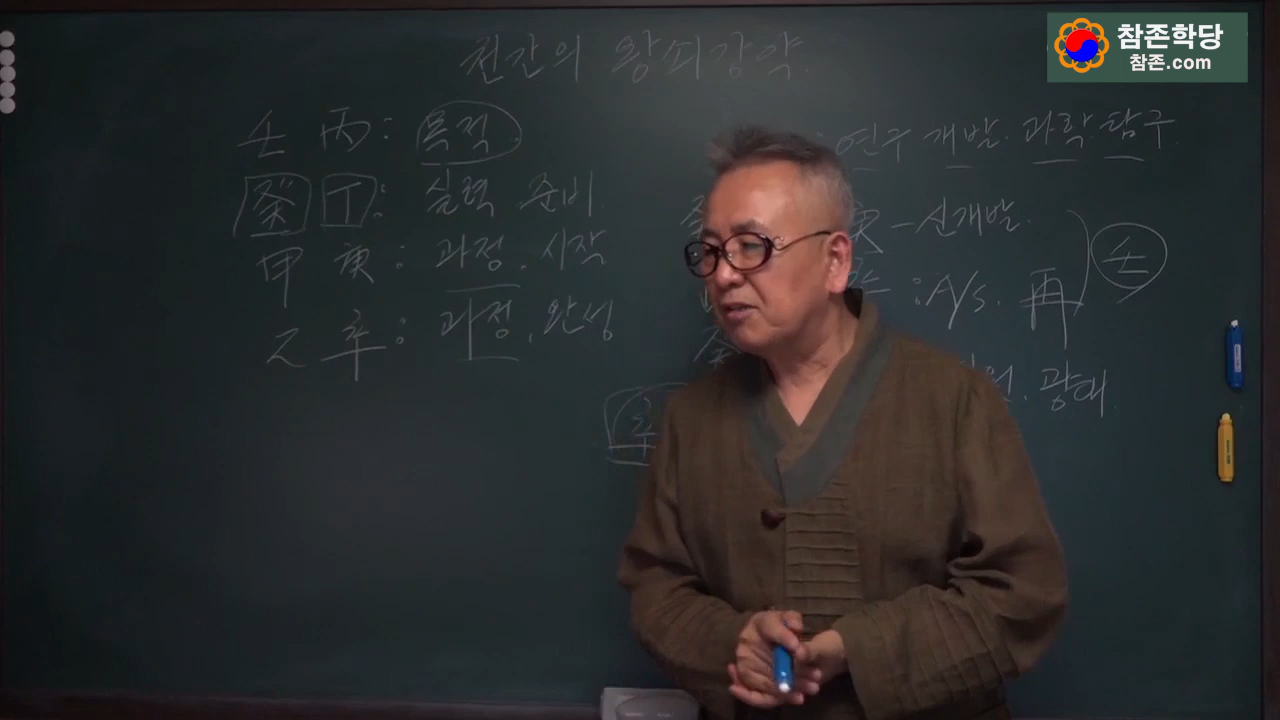 참존학당
참존.com
천간의 왕쇠강약.
壬 丙: 목적
癸 丁: 실력 준비.
甲 庚: 과정, 시작
乙 辛: 과정, 완성
: 연구 개발. 과학 탐구.
庚 - 신개발.
: A/S. 再
壬
광대.